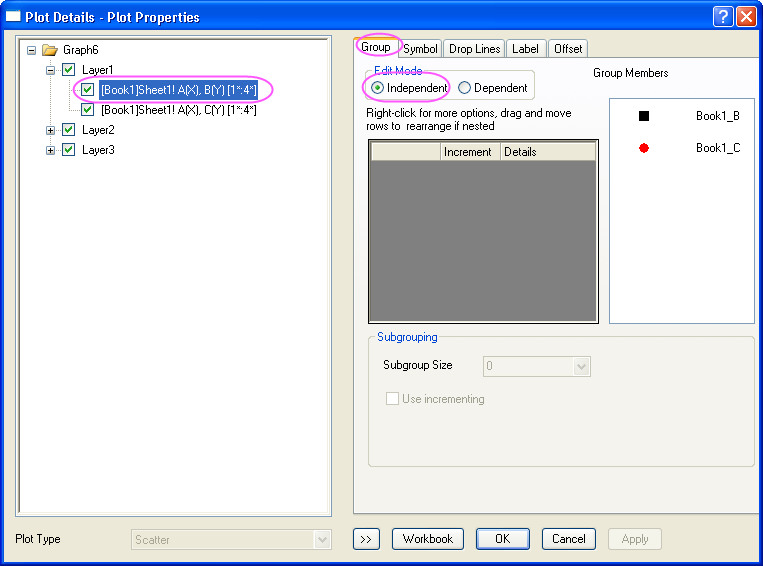 Plot Details - Plot Properties
Graph6
Layer1
[Book1]Sheet1! A(X), B(Y) [1*:4*]
[Book1]Sheet1! A(X), C(Y) [1*:4*]
Layer2
Layer3
Group Symbol Drop Lines Label Offset
Edit Mode
Independent Dependent
Right-click for more options, drag and move
rows to rearrange if nested
Increment Details
Group Members
Book1_B
Book1_C
Subgrouping
Subgroup Size 0
Use incrementing
Plot Type Scatter
>> Workbook OK Cancel Apply